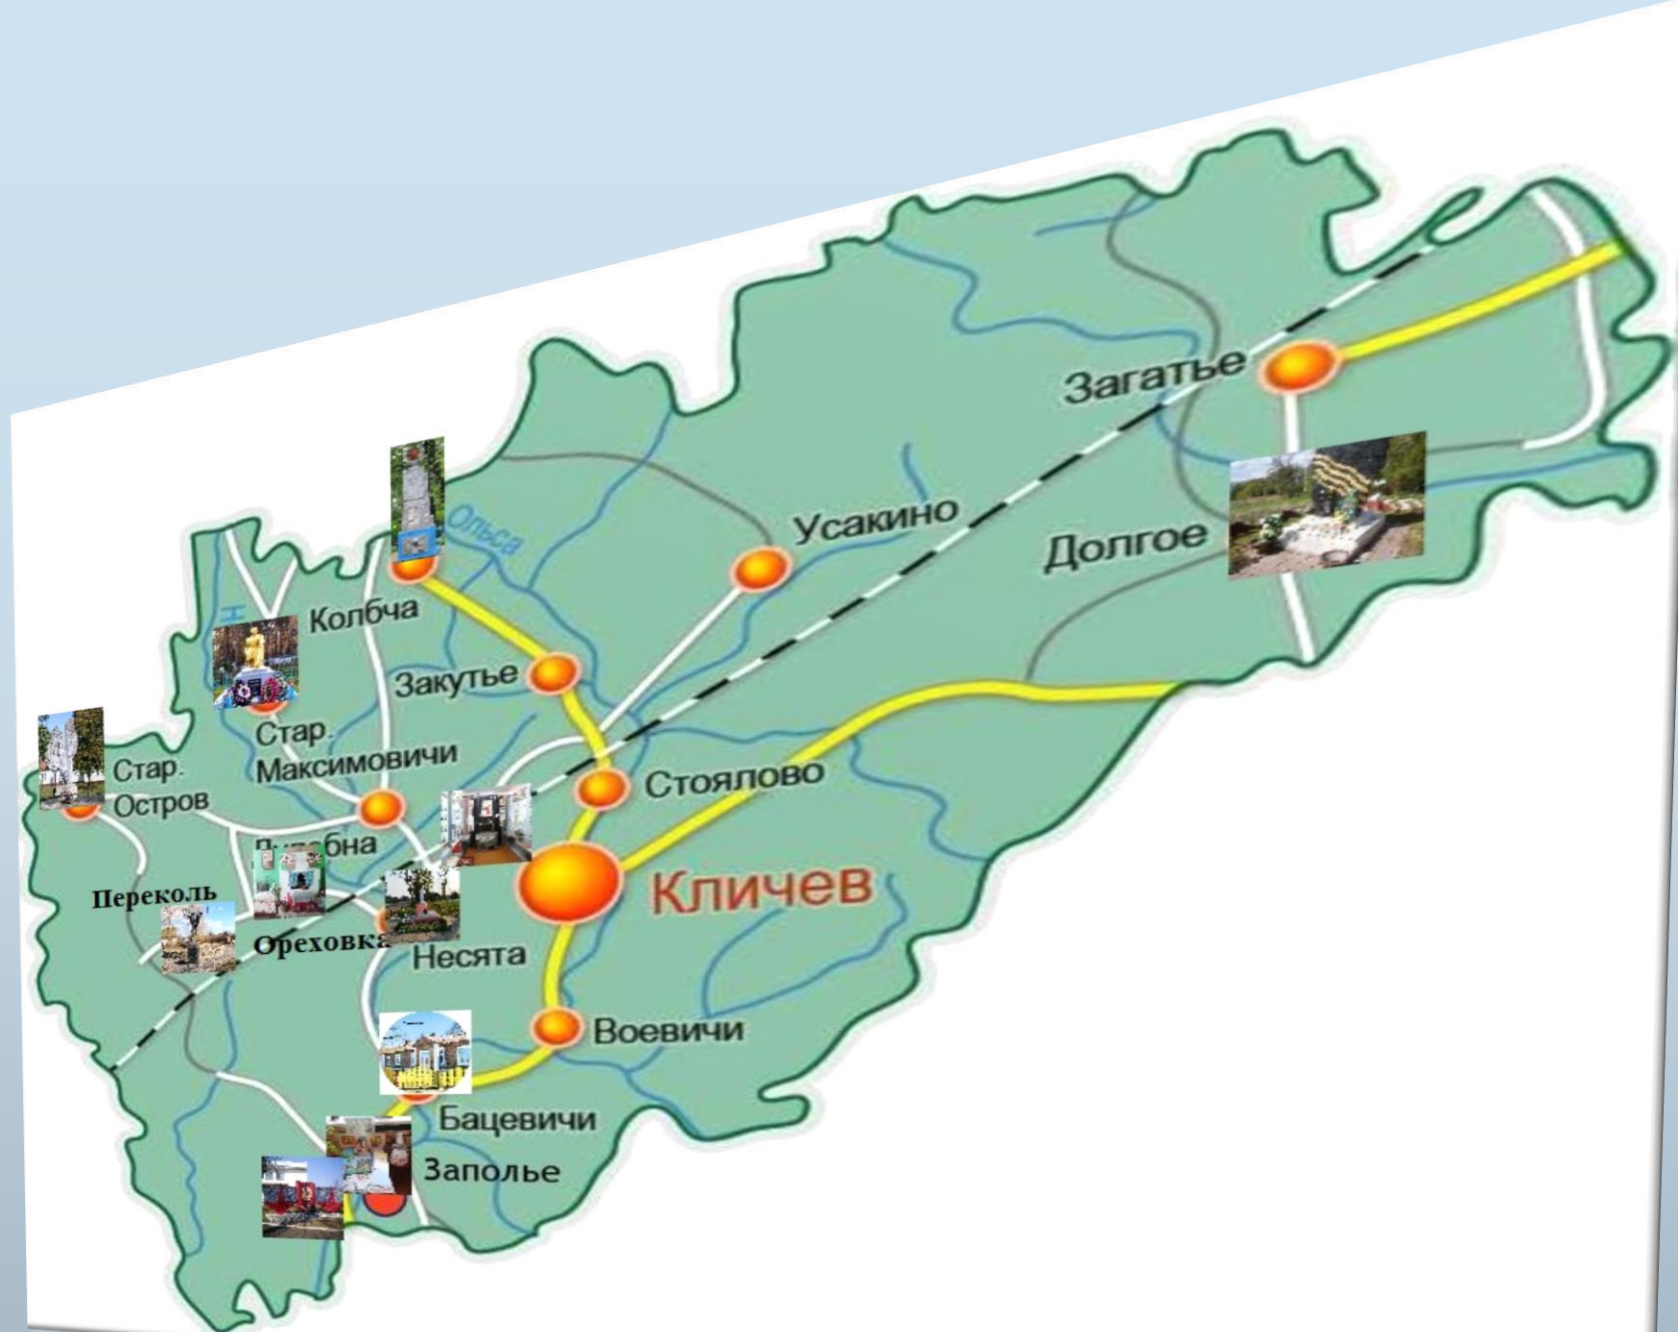 Загатье
Усакино
Долгое
Ольса
Колбча
Закутье
Стар.
Максимовичи
Стар.
Остров
Стоялово
Кличев
Переколь
Ореховка
Несята
Воевичи
Бацевичи
Заполье